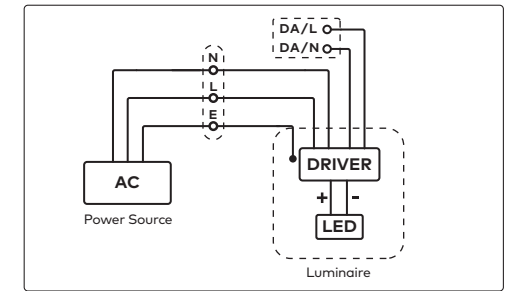 DA/L
DA/N
N
L
E
AC
Power Source
DRIVER
+ -
LED
Luminaire